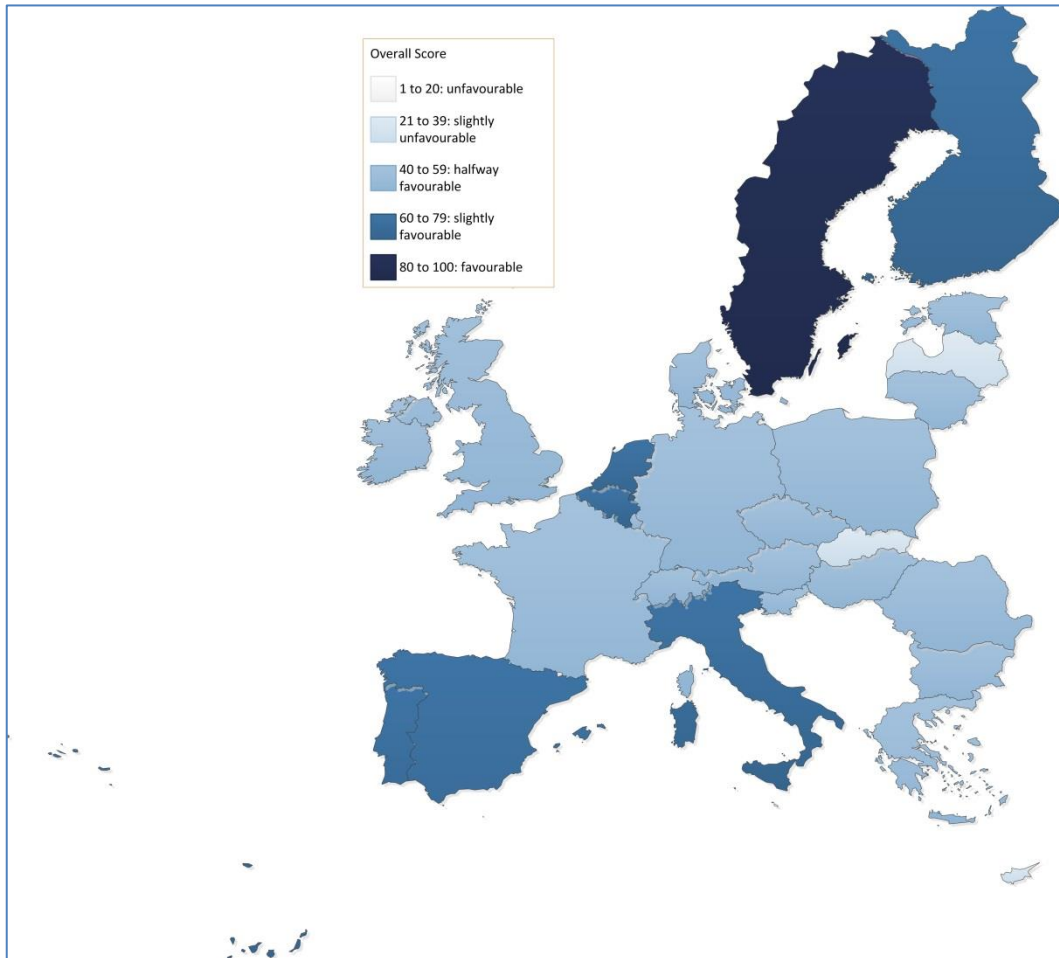 Overall Score
1 to 20: unfavourable
21 to 39: slightly
unfavourable
40 to 59: halfway
favourable
60 to 79: slightly
favourable
80 to 100: favourable